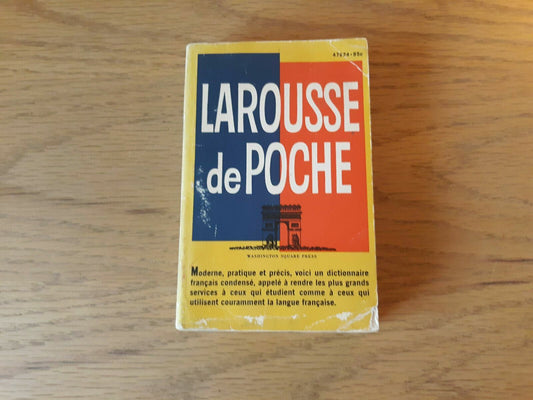 47674·95¢
LAROUSSE
de POCHE
WASHINGTON SQUARE PRESS
Moderne, pratique et précis, voici un dictionnaire
français condensé, appelé à rendre les plus grands
services à ceux qui étudient comme à ceux qui
utilisent couramment la langue française.